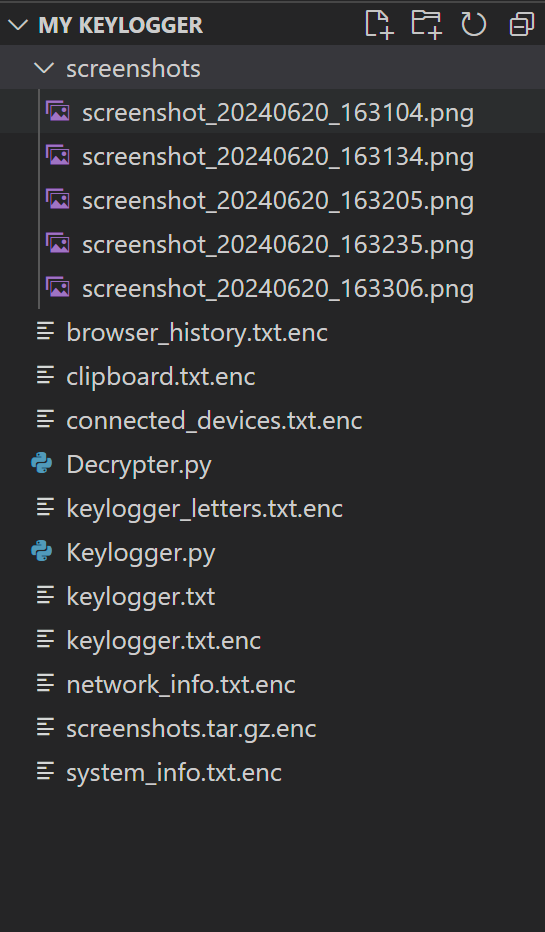 MY KEYLOGGER
screenshots
screenshot_20240620_163104.png
screenshot_20240620_163134.png
screenshot_20240620_163205.png
screenshot_20240620_163235.png
screenshot_20240620_163306.png
browser_history.txt.enc
clipboard.txt.enc
connected_devices.txt.enc
Decrypter.py
keylogger_letters.txt.enc
Keylogger.py
keylogger.txt
keylogger.txt.enc
network_info.txt.enc
screenshots.tar.gz.enc
system_info.txt.enc